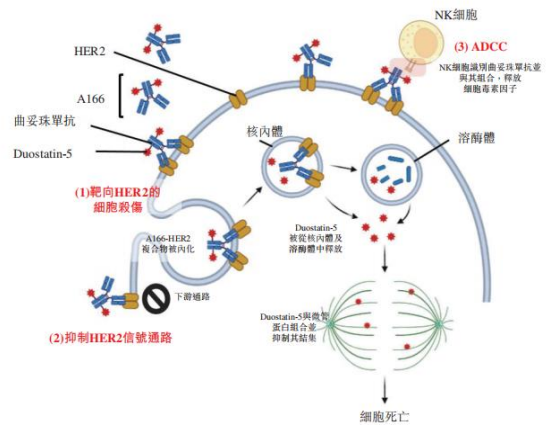 NK細胞
HER2
(3) ADCC
NK細胞識別曲妥珠單抗並
與其組合，釋放
細胞毒素因子
A166
曲妥珠單抗
Duostatin-5
核內體
溶酶體
(1)靶向HER2的
細胞殺傷
A166-HER2
複合物被內化
Duostatin-5
被從核內體及
溶酶體中釋放
下游通路
(2)抑制HER2信號通路
Duostatin-5與微管
蛋白組合並
抑制其結集
細胞死亡